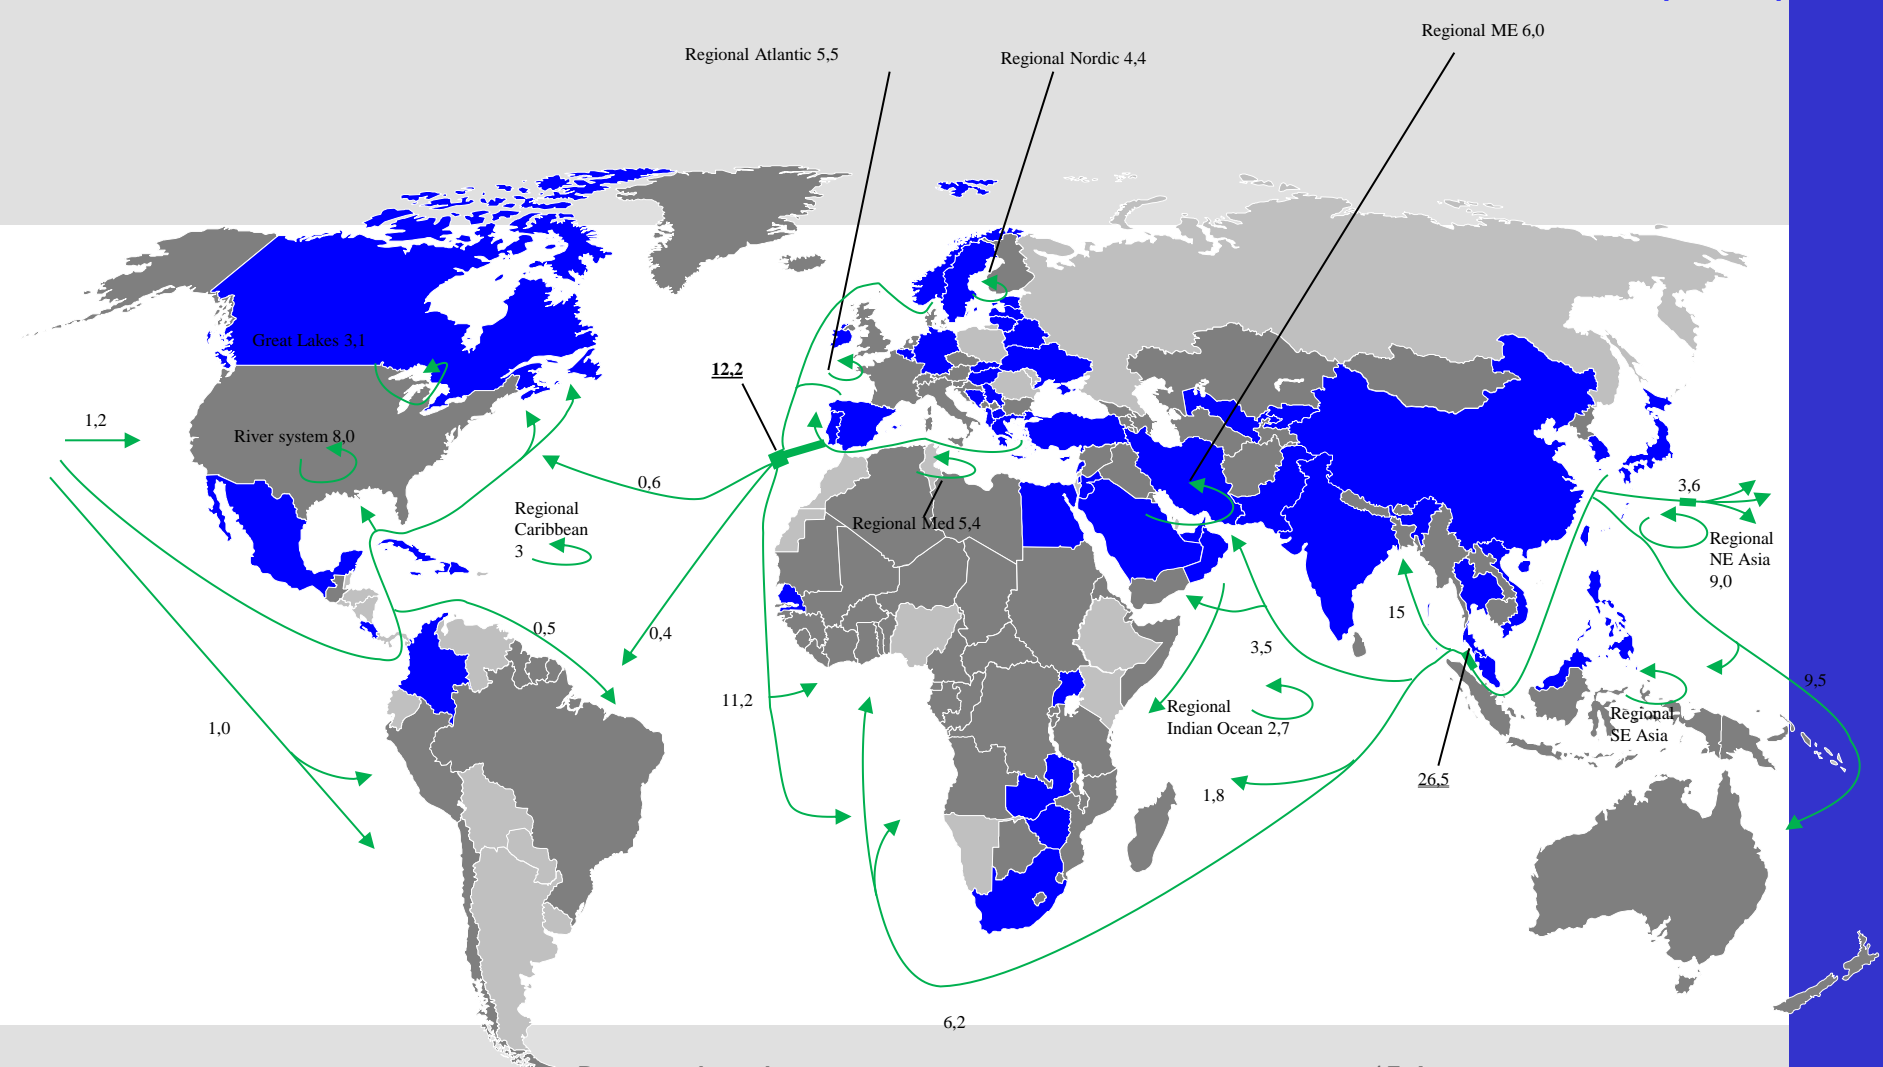 Regional ME 6,0
Regional Atlantic 5,5
Regional Nordic 4,4
Great Lakes 3,1
12,2
1,2
River system 8,0
0,6
3,6
Regional
Caribbean
3
Regional Med 5,4
Regional
NE Asia
9,0
15
0,5
0,4
3,5
9,5
11,2
Regional
Indian Ocean 2,7
Regional
SE Asia
1,0
26,5
1,8
6,2